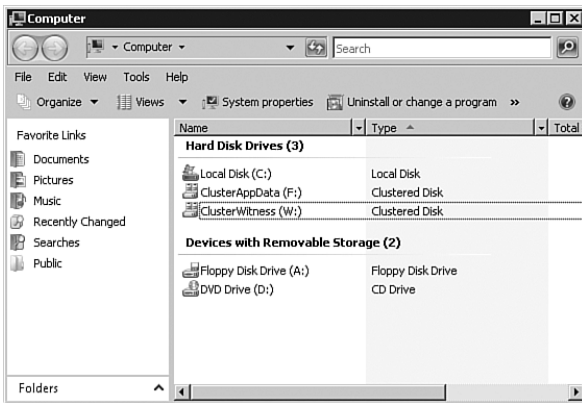 Computer
Computer
Search
File Edit View Tools Help
Organize Views System properties Uninstall or change a program »
Favorite Links
Documents
Pictures
Music
Recently Changed
Searches
Public
Folders
Name Type Total
Hard Disk Drives (3)
Local Disk (C:) Local Disk
ClusterAppData (F:) Clustered Disk
ClusterWitness (W:) Clustered Disk
Devices with Removable Storage (2)
Floppy Disk Drive (A:) Floppy Disk Drive
DVD Drive (D:) CD Drive